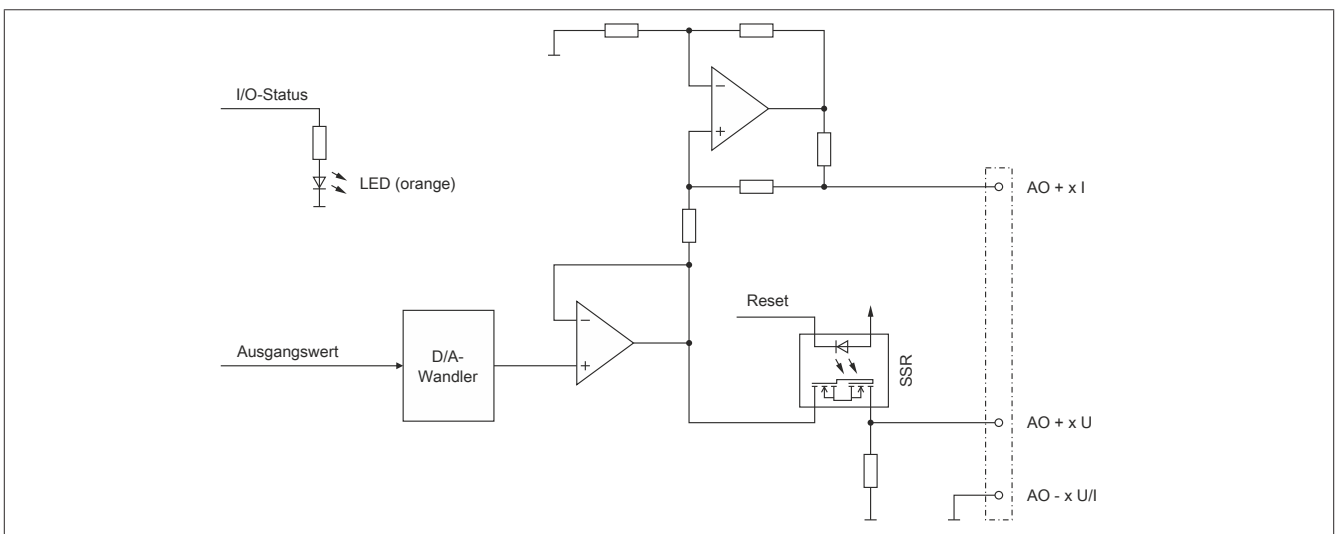 I/O-Status
LED (orange)
−
+
AO + x I
Reset
Ausgangswert
D/A-
Wandler
−
+
SSR
AO + x U
AO - x U/I